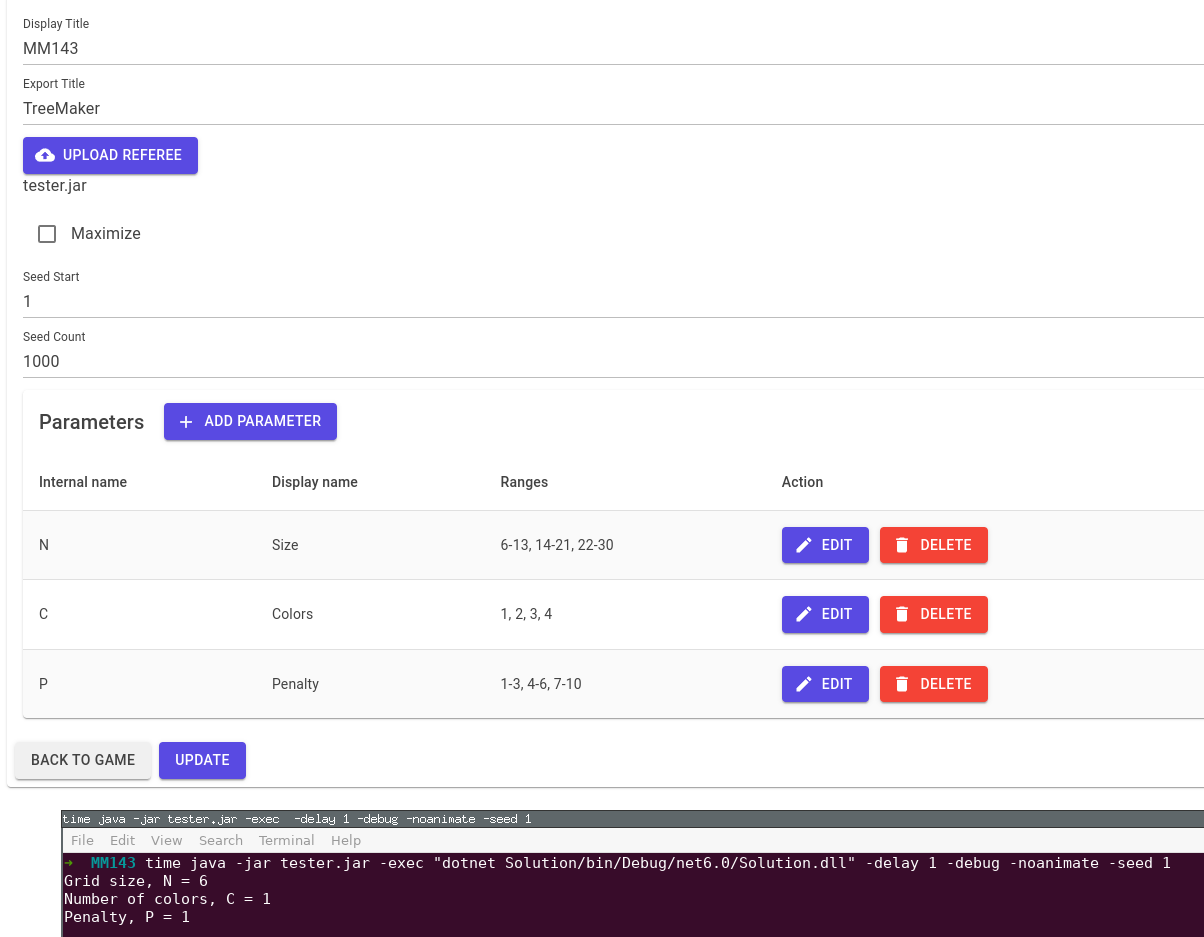 Display Title
MM143
Export Title
TreeMaker
UPLOAD REFEREE
tester.jar
Maximize
Seed Start
1
Seed Count
1000
Parameters + ADD PARAMETER
Internal name Display name Ranges Action
N Size 6-13, 14-21, 22-30 EDIT DELETE
C Colors 1, 2, 3, 4 EDIT DELETE
P Penalty 1-3, 4-6, 7-10 EDIT DELETE
BACK TO GAME UPDATE
time java -jar tester.jar -exec  -delay 1 -debug -noanimate -seed 1
File Edit View Search Terminal Help
→ MM143 time java -jar tester.jar -exec "dotnet Solution/bin/Debug/net6.0/Solution.dll" -delay 1 -debug -noanimate -seed 1
Grid size, N = 6
Number of colors, C = 1
Penalty, P = 1